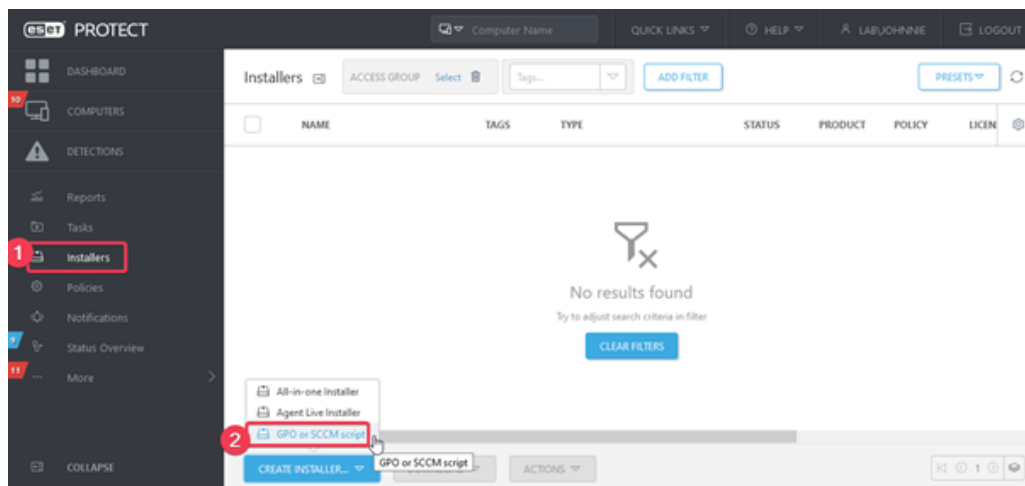 eset PROTECT
Computer Name
QUICK LINKS
HELP
LAB\JOHNNIE
LOGOUT
DASHBOARD
10
COMPUTERS
DETECTIONS
Reports
Tasks
1
Installers
Policies
Notifications
Status Overview
11
More
COLLAPSE
Installers
ACCESS GROUP Select
Tags...
ADD FILTER
PRESETS
NAME TAGS TYPE STATUS PRODUCT POLICY LICEN
No results found
Try to adjust search criteria in filter
CLEAR FILTERS
All-in-one Installer
Agent Live Installer
2
GPO or SCCM script
GPO or SCCM script
CREATE INSTALLER...
ACTIONS
1